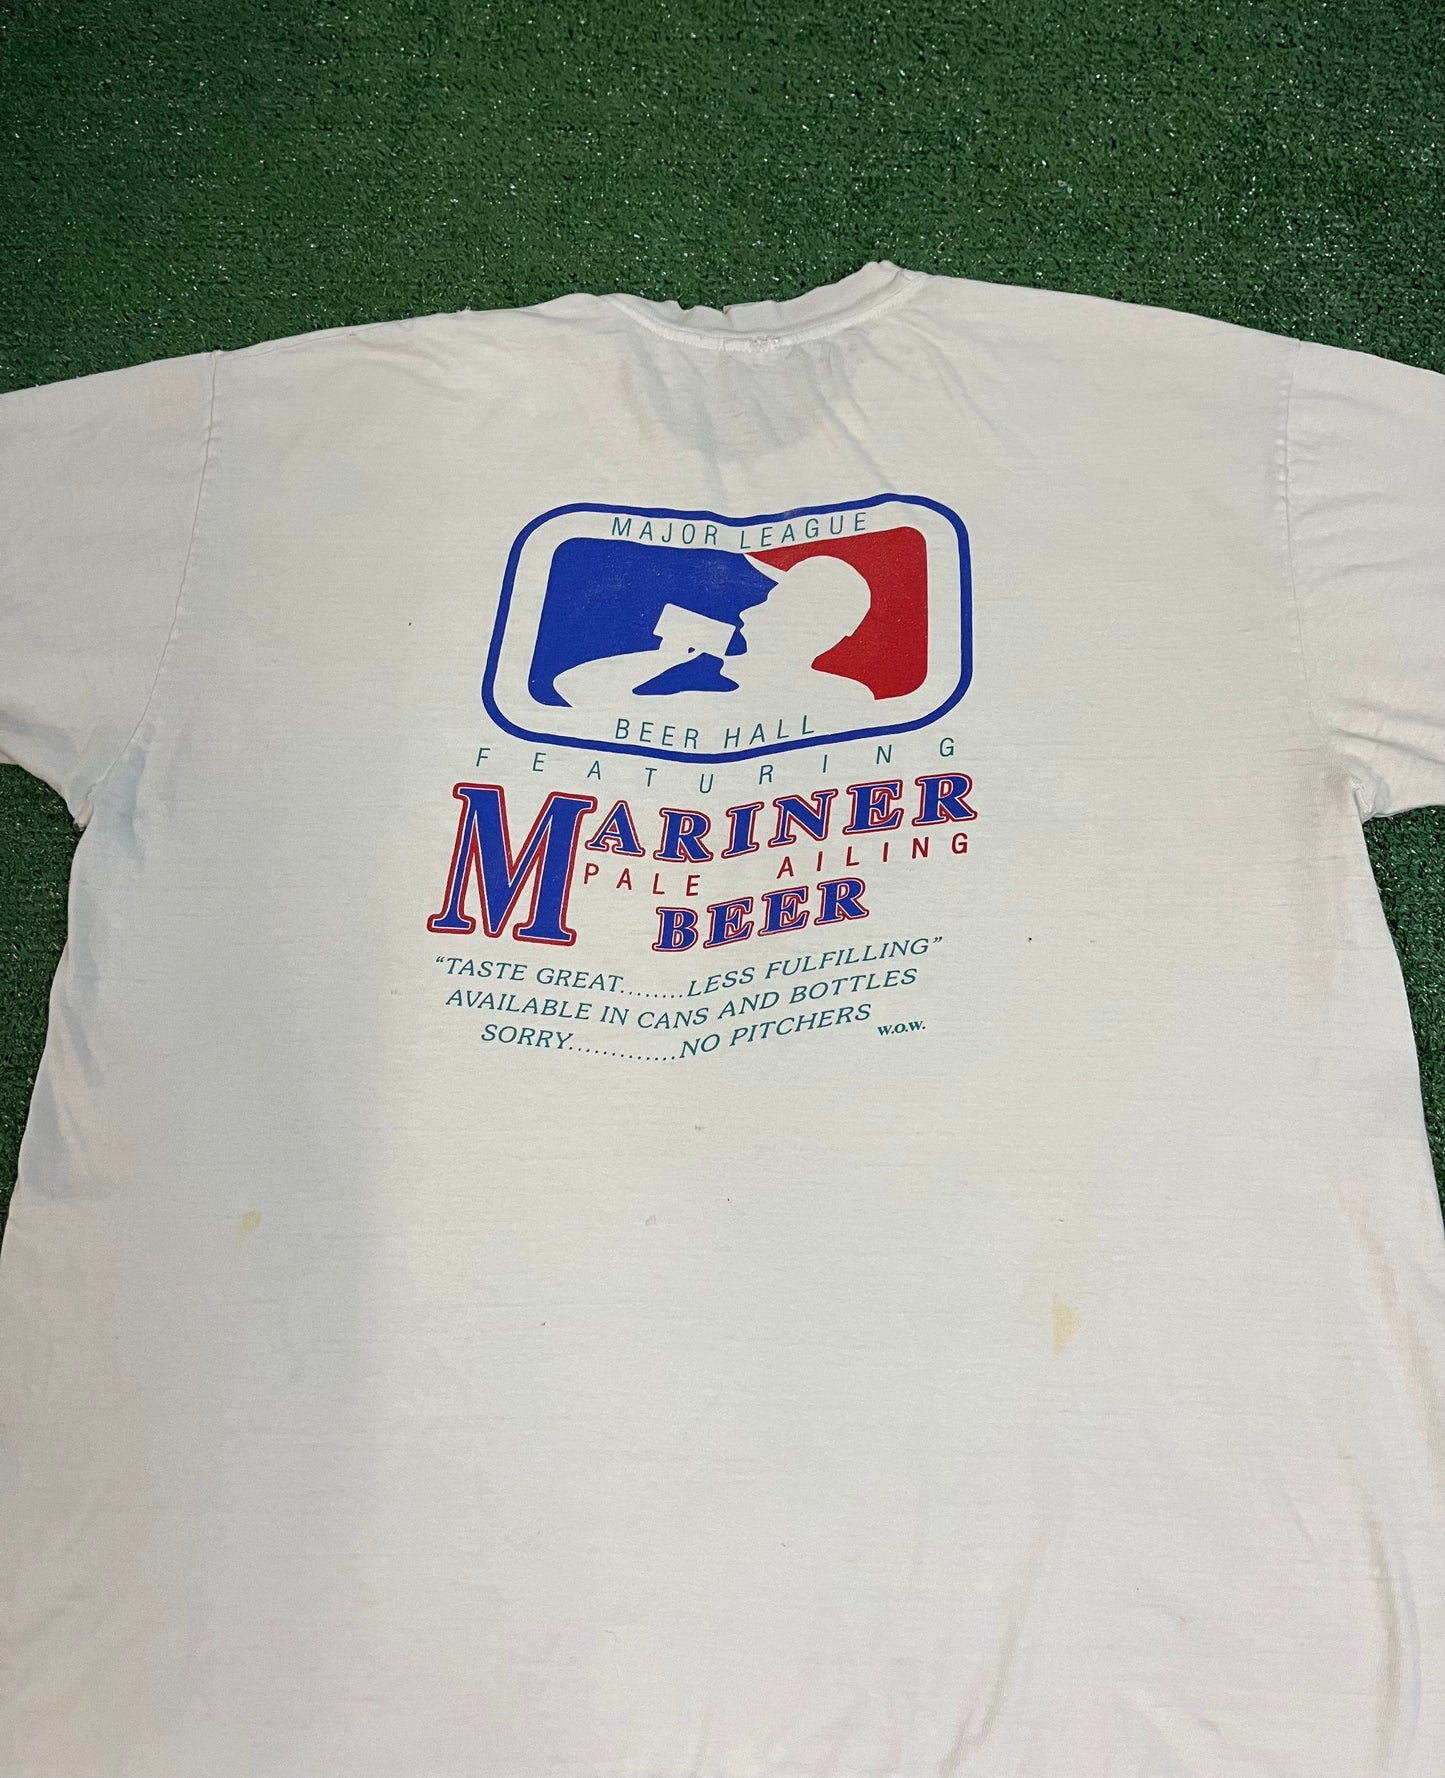 MAJOR LEAGUE
BEER HALL
FEATURING
MARINER
PALE AILING
BEER
“TASTE GREAT........LESS FULFILLING”
AVAILABLE IN CANS AND BOTTLES
SORRY.............NO PITCHERS
W.O.W.